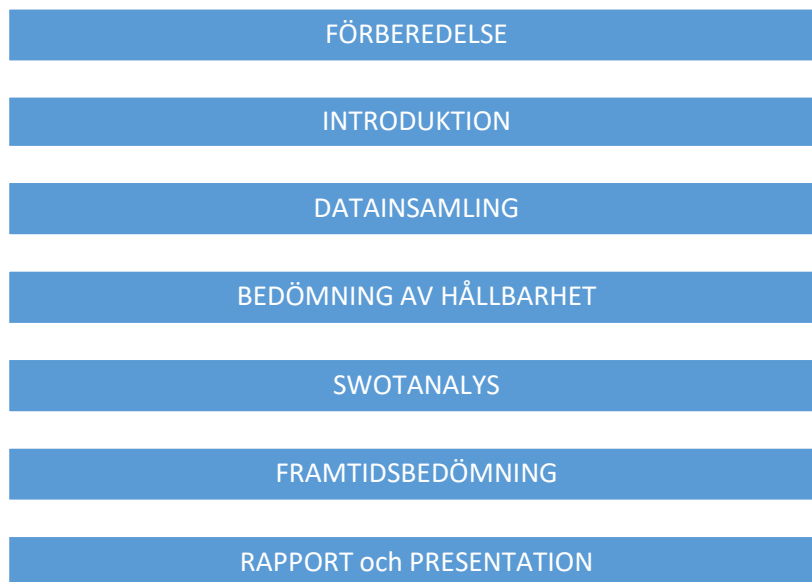 FÖRBEREDELSE
INTRODUKTION
DATAINSAMLING
BEDÖMNING AV HÅLLBARHET
SWOTANALYS
FRAMTIDSBEDÖMNING
RAPPORT och PRESENTATION